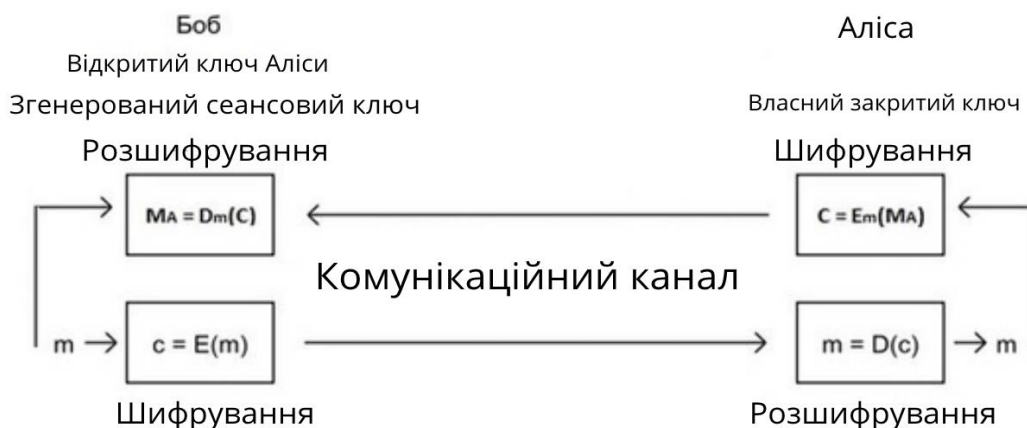 Боб
Аліса
Відкритий ключ Аліси
Згенерований сеансовий ключ
Власний закритий ключ
Розшифрування
Шифрування
MA = Dm(C)
C = Em(MA)
Комунікаційний канал
m
c = E(m)
m = D(c)
m
Шифрування
Розшифрування